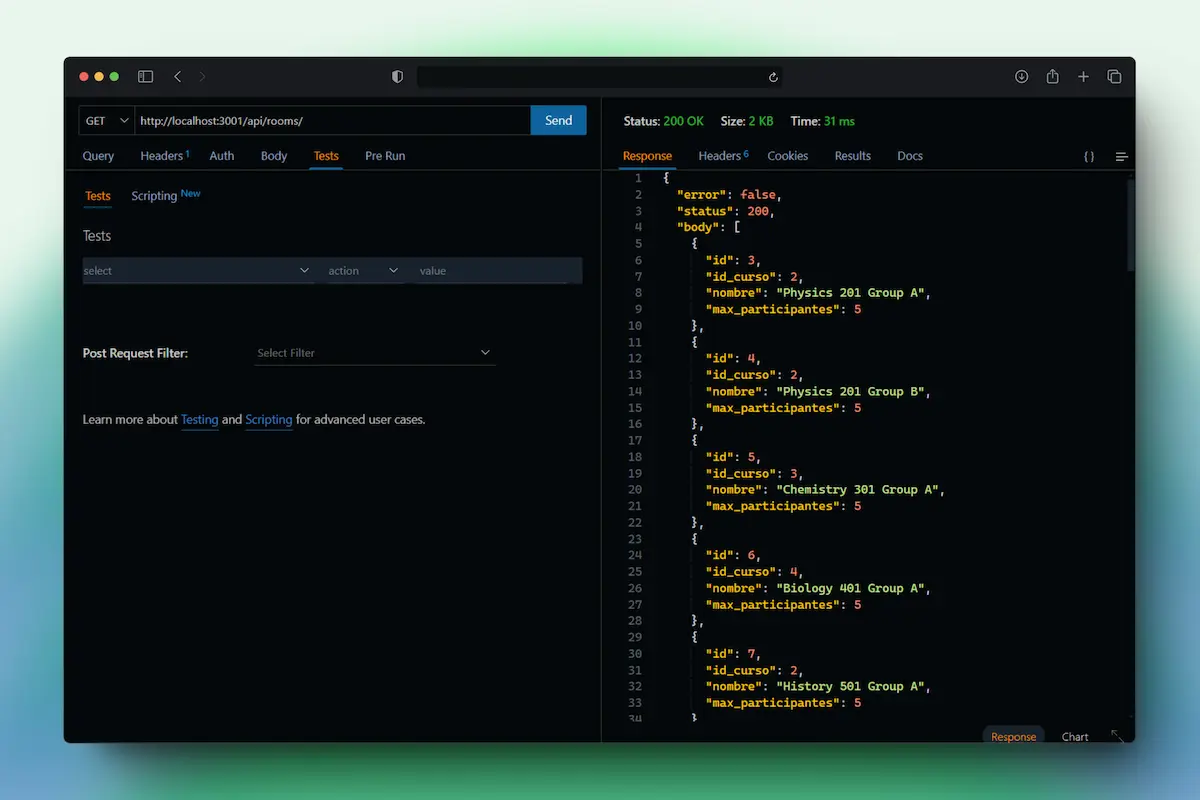 GET http://localhost:3001/api/rooms/ Send
Query Headers 1 Auth Body Tests Pre Run
Tests Scripting New
Tests
select action value
Post Request Filter: Select Filter
Learn more about Testing and Scripting for advanced user cases.
Status: 200 OK Size: 2 KB Time: 31 ms
Response Headers 6 Cookies Results Docs {}
1 {
2 "error": false,
3 "status": 200,
4 "body": [
5 {
6 "id": 3,
7 "id_curso": 2,
8 "nombre": "Physics 201 Group A",
9 "max_participantes": 5
10 },
11 {
12 "id": 4,
13 "id_curso": 2,
14 "nombre": "Physics 201 Group B",
15 "max_participantes": 5
16 },
17 {
18 "id": 5,
19 "id_curso": 3,
20 "nombre": "Chemistry 301 Group A",
21 "max_participantes": 5
22 },
23 {
24 "id": 6,
25 "id_curso": 4,
26 "nombre": "Biology 401 Group A",
27 "max_participantes": 5
28 },
29 {
30 "id": 7,
31 "id_curso": 2,
32 "nombre": "History 501 Group A",
33 "max_participantes": 5
34 }
Response Chart